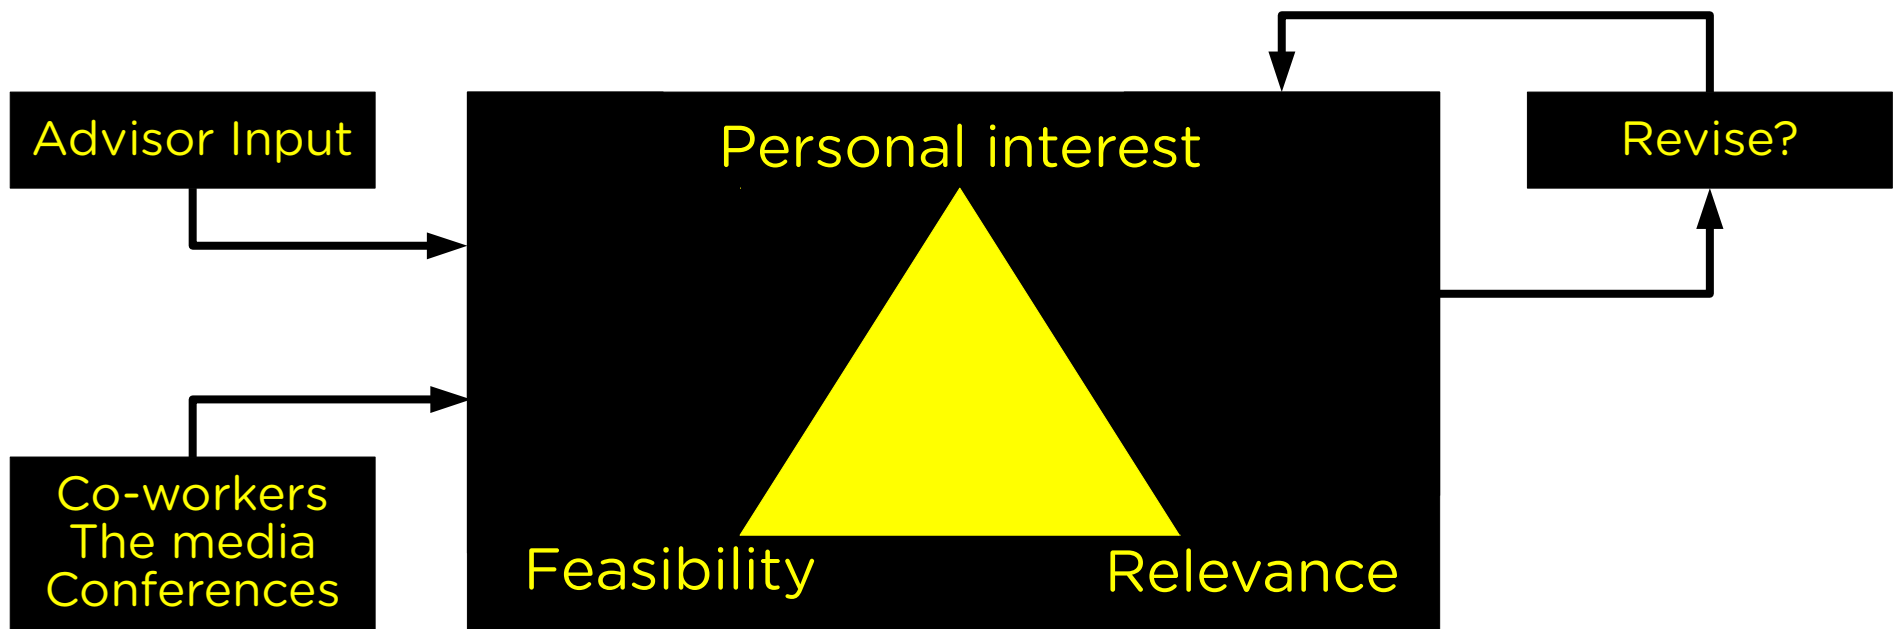 Advisor Input
Personal interest
Revise?
Co-workers
The media
Conferences
Feasibility
Relevance